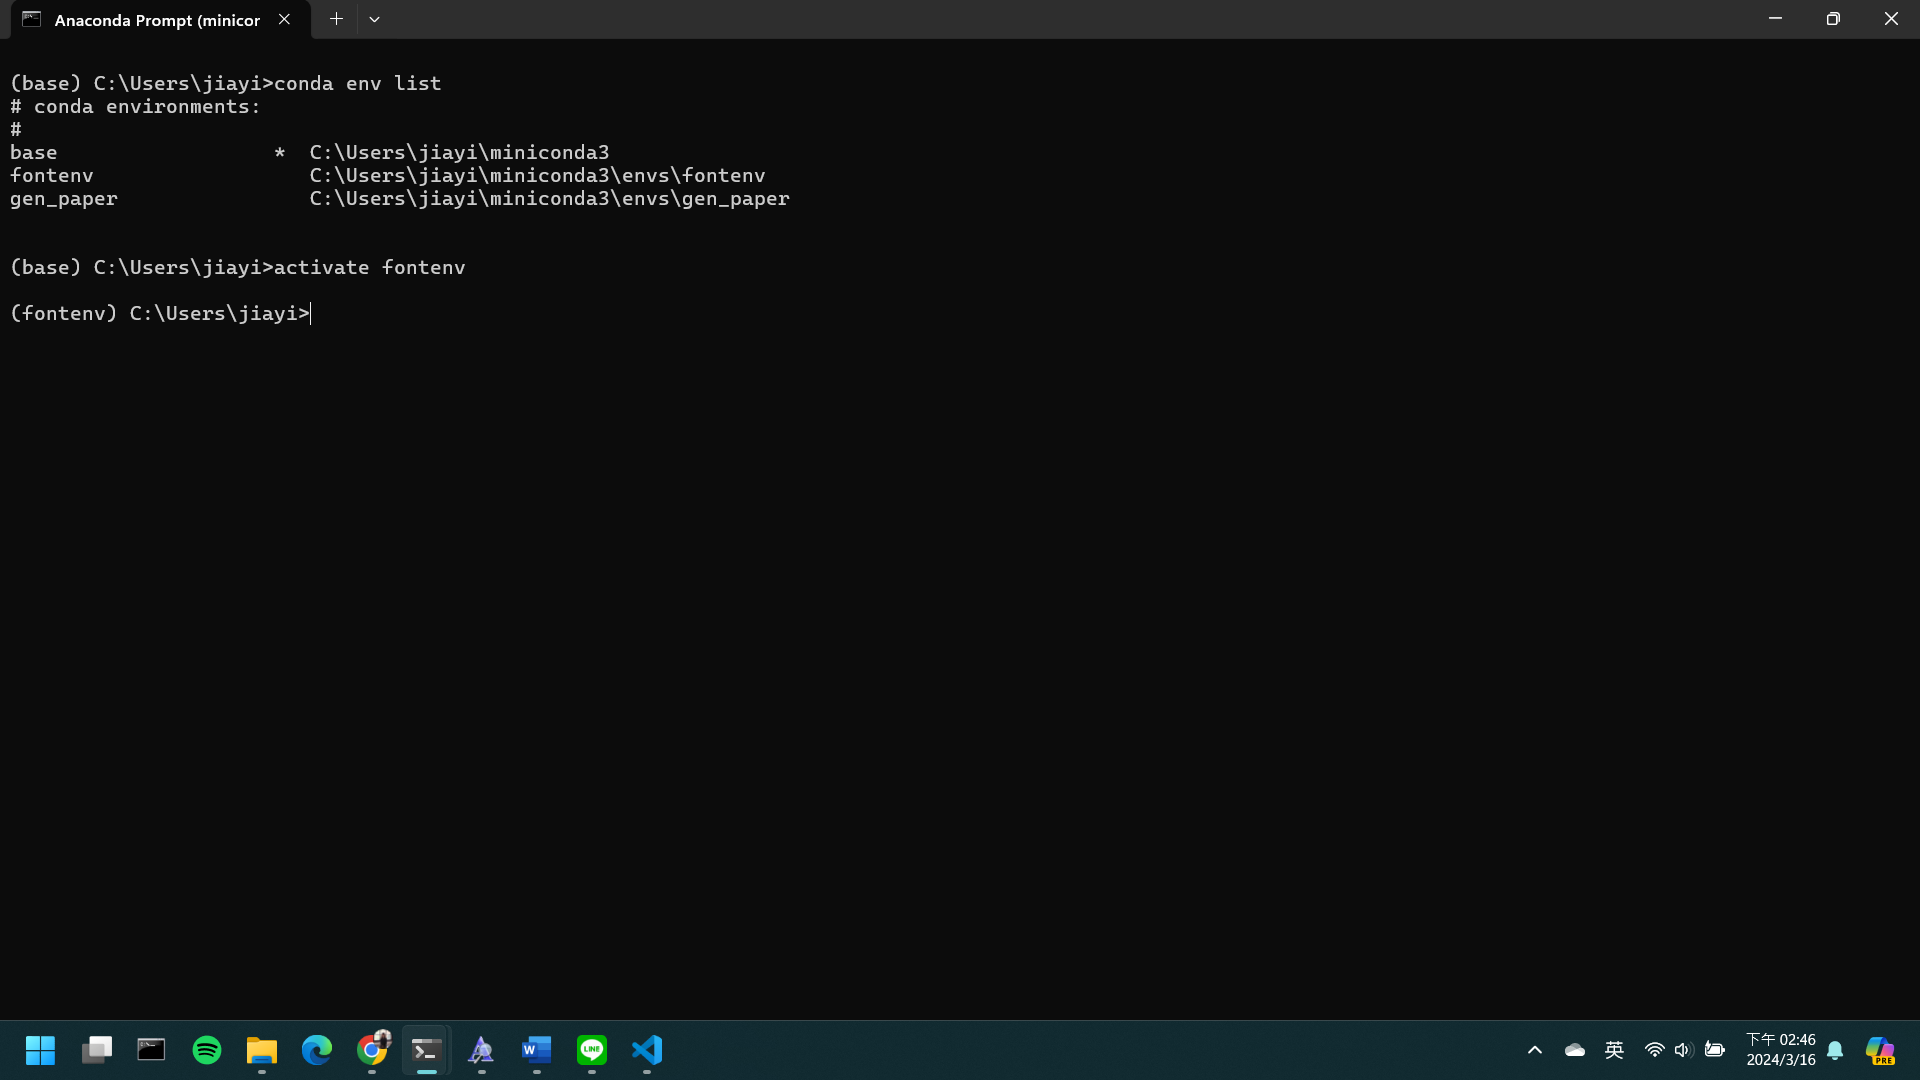 Anaconda Prompt (minicor
(base) C:\Users\jiayi>conda env list
# conda environments:
#
base                  *  C:\Users\jiayi\miniconda3
fontenv                  C:\Users\jiayi\miniconda3\envs\fontenv
gen_paper                C:\Users\jiayi\miniconda3\envs\gen_paper
(base) C:\Users\jiayi>activate fontenv
(fontenv) C:\Users\jiayi>
W
LINE
英
下午 02:46
2024/3/16
PRE